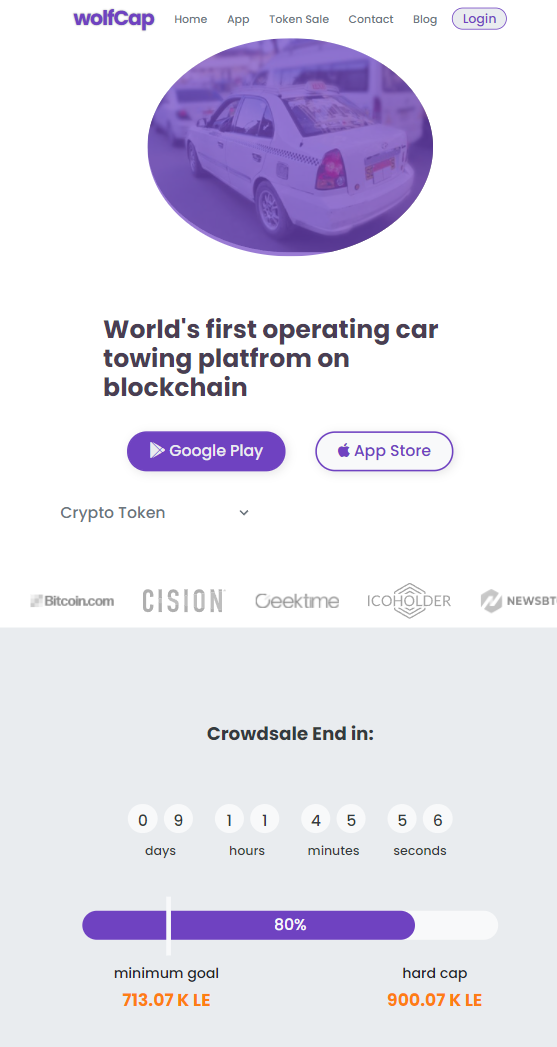 wolfCap Home App Token Sale Contact Blog Login
World's first operating car
towing platfrom on
blockchain
Google Play App Store
Crypto Token
Bitcoin.com CISION Geektime ICOHOLDER NEWSBT
Crowdsale End in:
0 9 1 1 4 5 5 6
days hours minutes seconds
80%
minimum goal hard cap
713.07 K LE 900.07 K LE